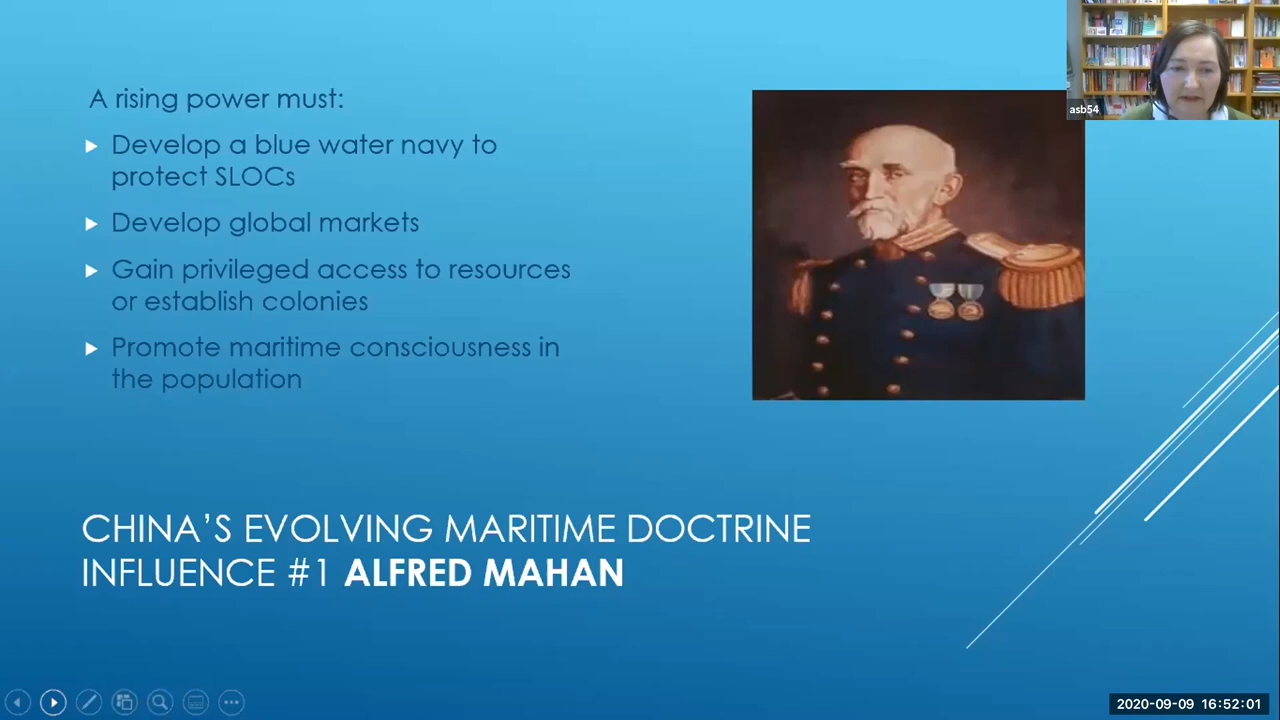 A rising power must:
Develop a blue water navy to
protect SLOCs
Develop global markets
Gain privileged access to resources
or establish colonies
Promote maritime consciousness in
the population
CHINA'S EVOLVING MARITIME DOCTRINE
INFLUENCE #1 ALFRED MAHAN
asb54
2020-09-09 16:52:01